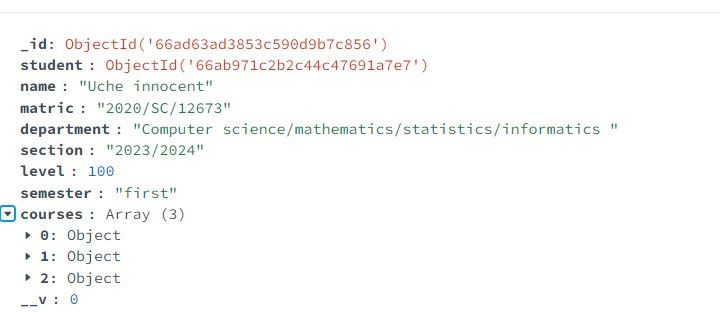 _id: ObjectId('66ad63ad3853c590d9b7c856')
student : ObjectId('66ab971c2b2c44c47691a7e7')
name : "Uche innocent"
matric : "2020/SC/12673"
department : "Computer science/mathematics/statistics/informatics "
section : "2023/2024"
level : 100
semester : "first"
courses : Array (3)
0: Object
1: Object
2: Object
__v : 0